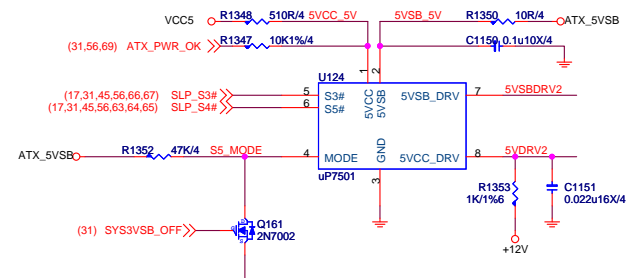 VCC5 R1348 510R/4 5VCC_5V 5VSB_5V R1350 10R/4 ATX_5VSB
(31,56,69) ATX_PWR_OK R1347 10K1%/4 C1150 0.1u10X/4
1 2
U124
(17,31,45,56,66,67) SLP_S3# 5 S3# 5VCC 5VSB 5VSB_DRV 7 5VSBDRV2
(17,31,45,56,63,64,65) SLP_S4# 6 S5#
ATX_5VSB R1352 47K/4 S5_MODE 4 MODE GND 5VCC_DRV 8 5VDRV2
uP7501
3
R1353 1K/1%6
C1151 0.022u16X/4
(31) SYS3VSB_OFF Q161 2N7002
+12V